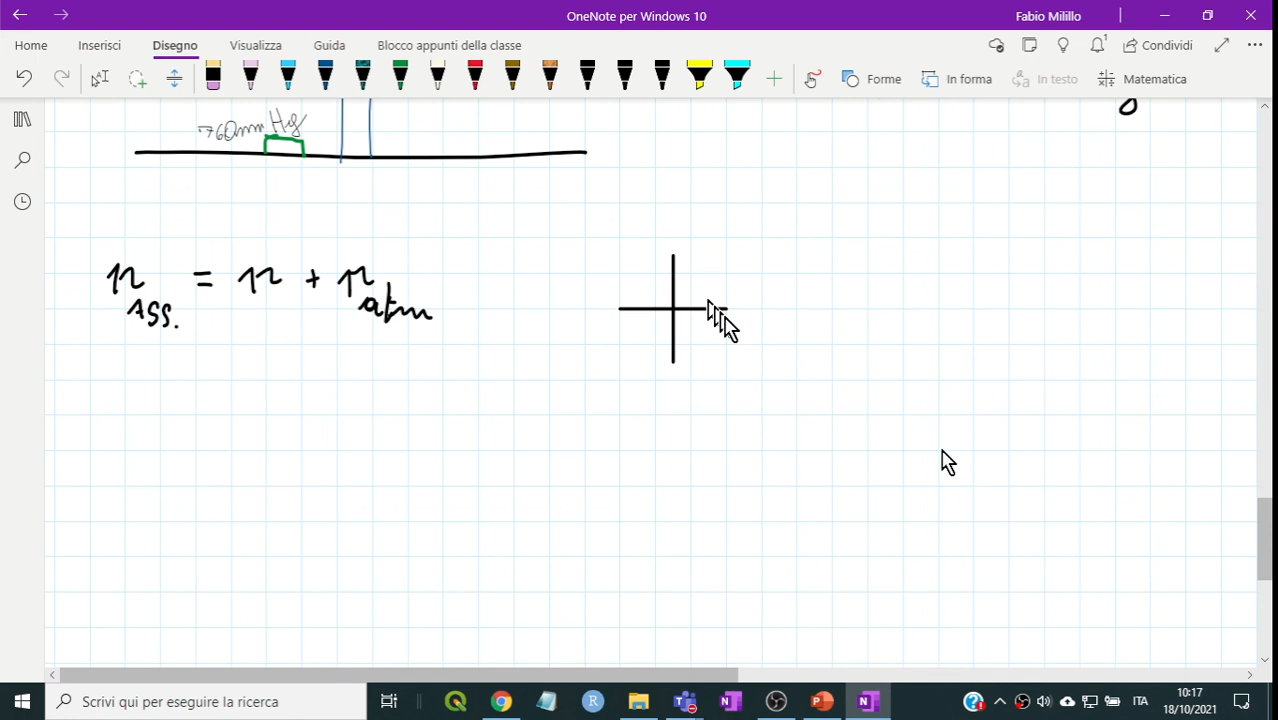 OneNote per Windows 10
Fabio Milillo
Home Inserisci Disegno Visualizza Guida Blocco appunti della classe
Condividi
Forme In forma In testo Matematica
760mm Hg
p ASS. = p + p atm
Scrivi qui per eseguire la ricerca
ITA
10:17
18/10/2021